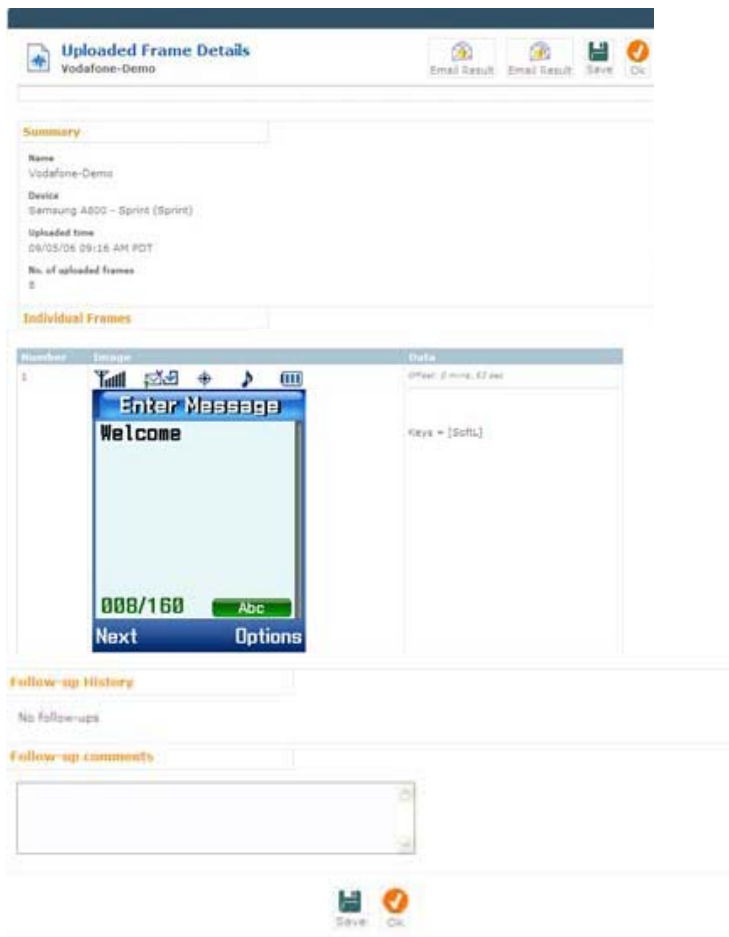 Uploaded Frame Details
Vodafone-Demo
Email Result Email Result Save Ok
Summary
Name
Vodafone-Demo
Device
Samsung A800 - Sprint (Sprint)
Uploaded time
09/05/06 09:16 AM PDT
No. of uploaded frames
8
Individual Frames
Number Image Data
1
Offset: 0 mins, 
Enter Message
Welcome
Keys = [SoftL]
008/160 Abc
Next Options
Follow-up History
No follow-ups
Follow-up comments
Save Ok